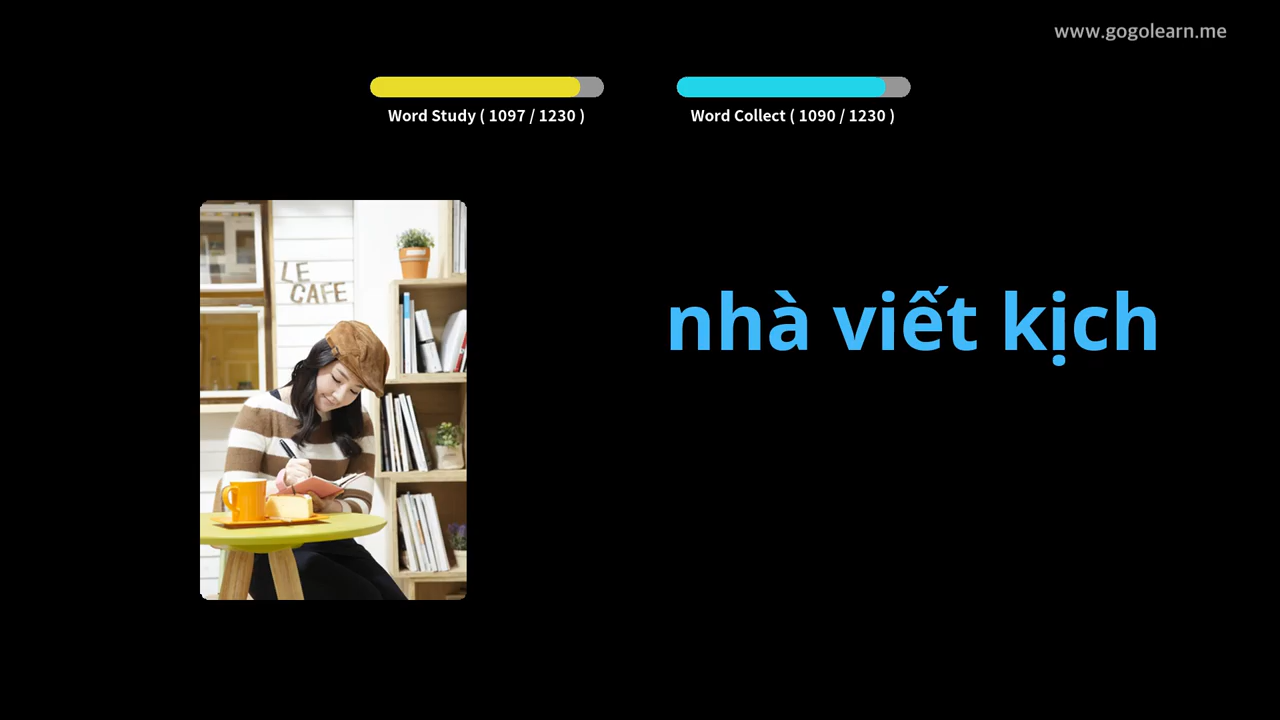 www.gogolearn.me
Word Study ( 1097 / 1230 )
Word Collect ( 1090 / 1230 )
LE
CAFE
nhà viết kịch